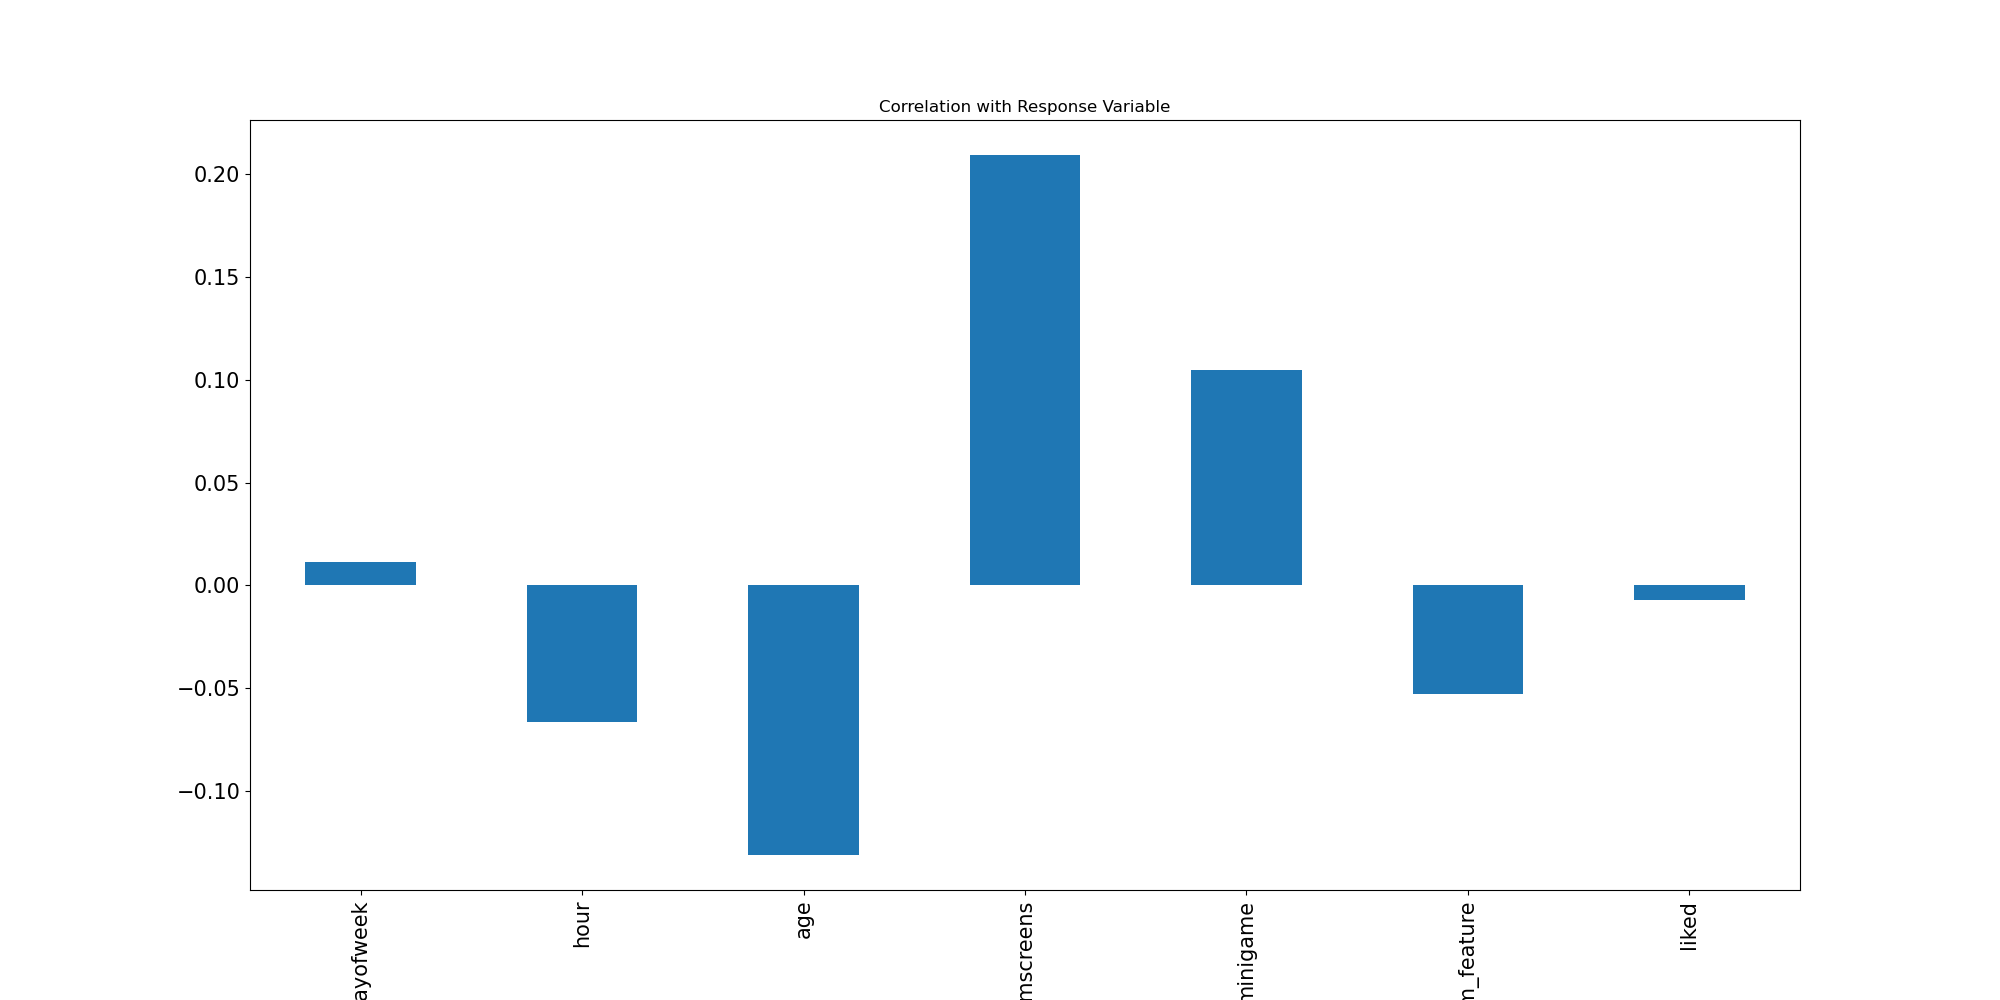 Correlation with Response Variable
0.20
0.15
0.10
0.05
0.00
−0.05
−0.10
ayofweek
hour
age
mscreens
minigame
m_feature
liked